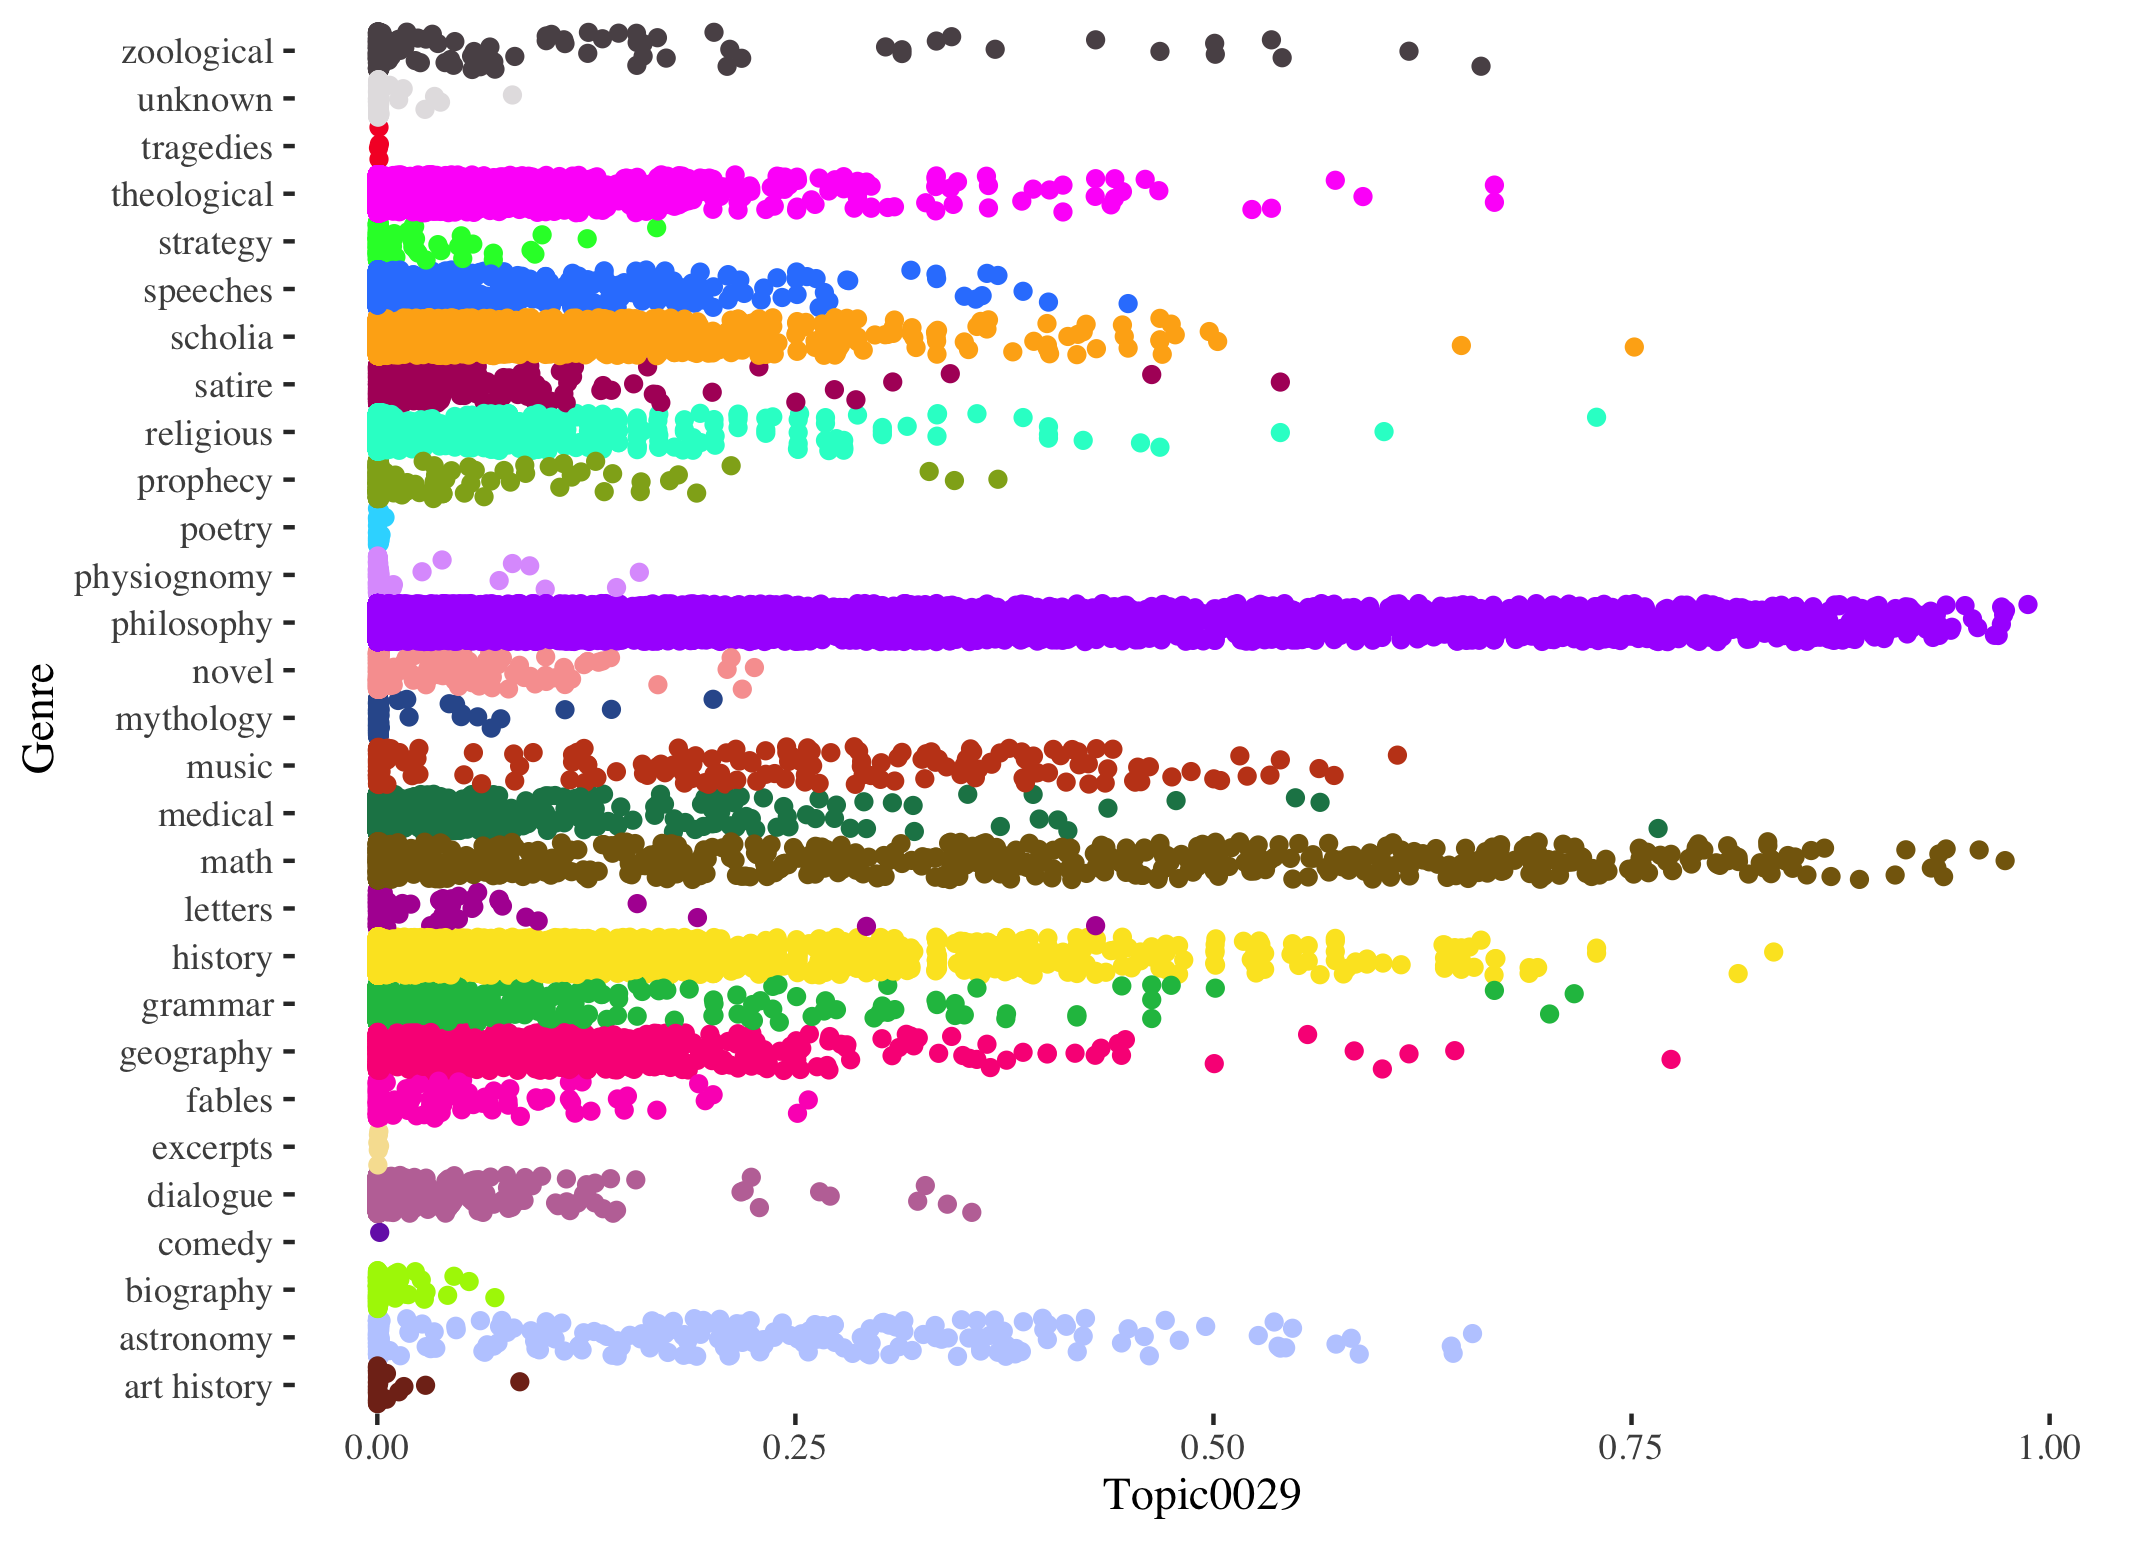 zoological
unknown
tragedies
theological
strategy
speeches
scholia
satire
religious
prophecy
poetry
physiognomy
philosophy
novel
mythology
music
medical
math
letters
history
grammar
geography
fables
excerpts
dialogue
comedy
biography
astronomy
art history
Genre
0.00 0.25 0.50 0.75 1.00
Topic0029